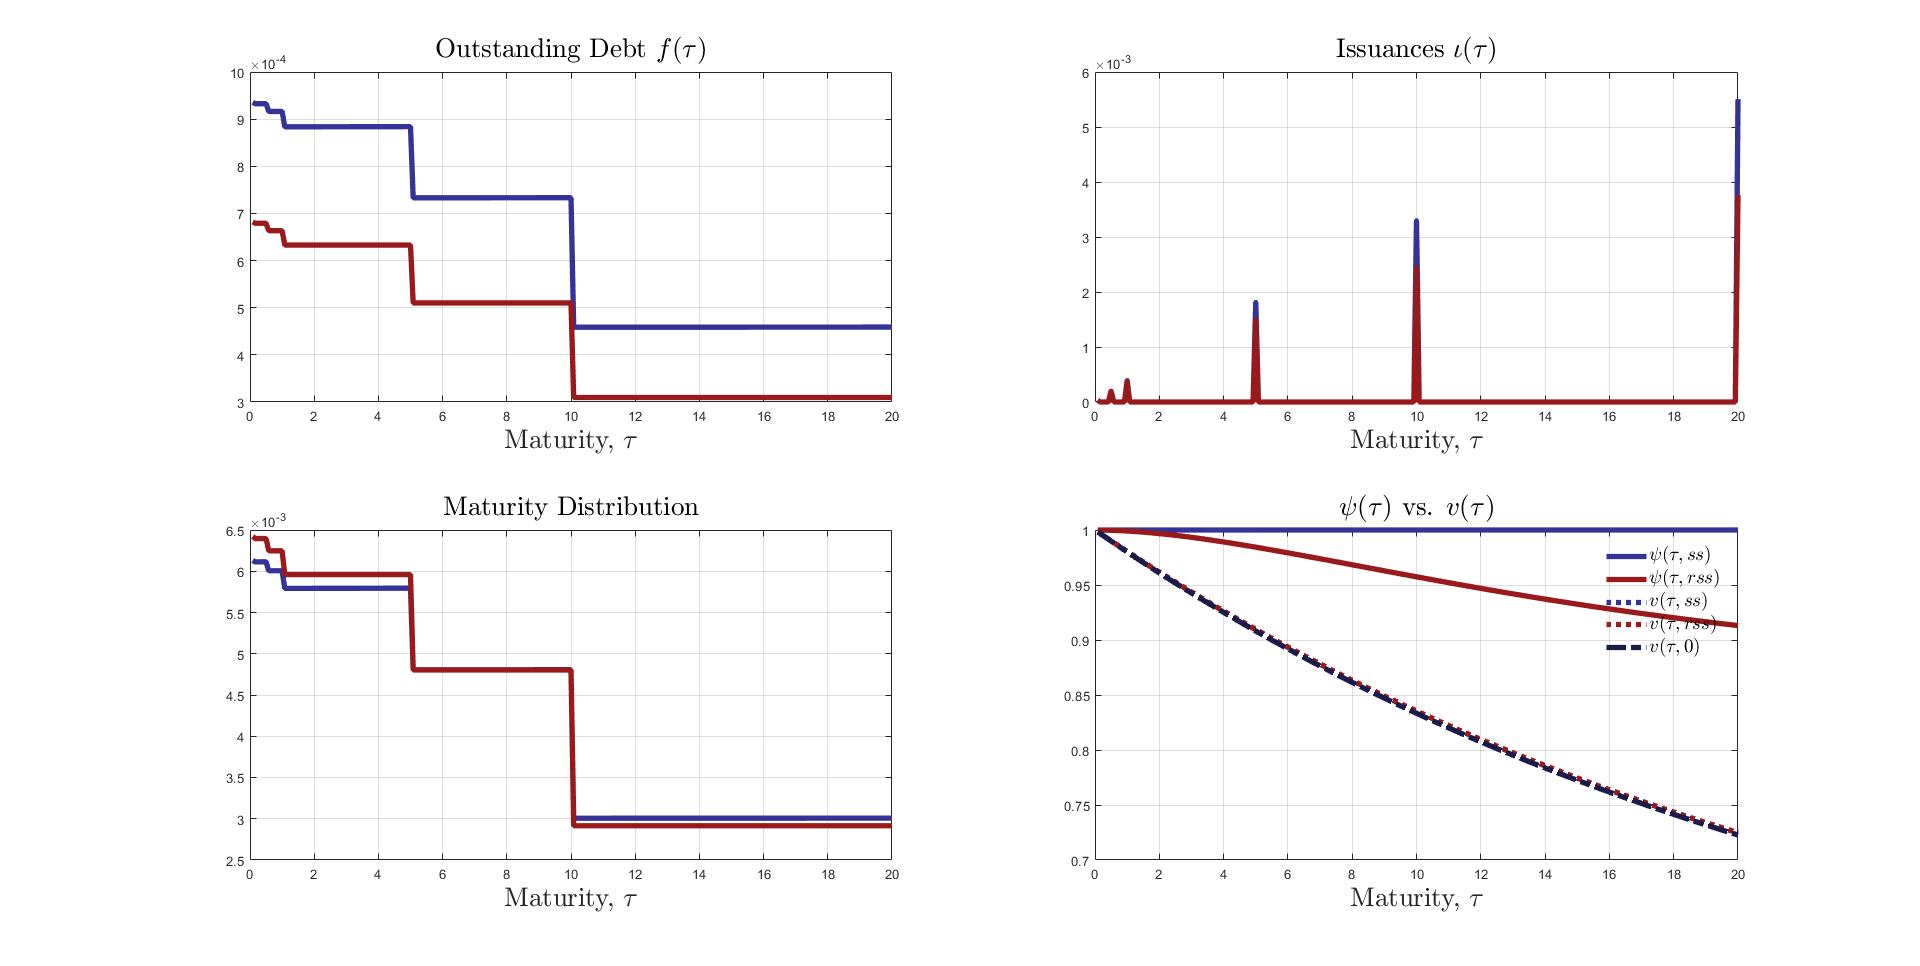 Outstanding Debt f(τ)
×10⁻⁴
10
9
8
7
6
5
4
3
0 2 4 6 8 10 12 14 16 18 20
Maturity, τ
Issuances ι(τ)
×10⁻³
6
5
4
3
2
1
0
0 2 4 6 8 10 12 14 16 18 20
Maturity, τ
Maturity Distribution
×10⁻³
6.5
6
5.5
5
4.5
4
3.5
3
2.5
0 2 4 6 8 10 12 14 16 18 20
Maturity, τ
ψ(τ) vs. v(τ)
1
0.95
0.9
0.85
0.8
0.75
0.7
ψ(τ, ss)
ψ(τ, rss)
v(τ, ss)
v(τ, rss)
v(τ, 0)
0 2 4 6 8 10 12 14 16 18 20
Maturity, τ